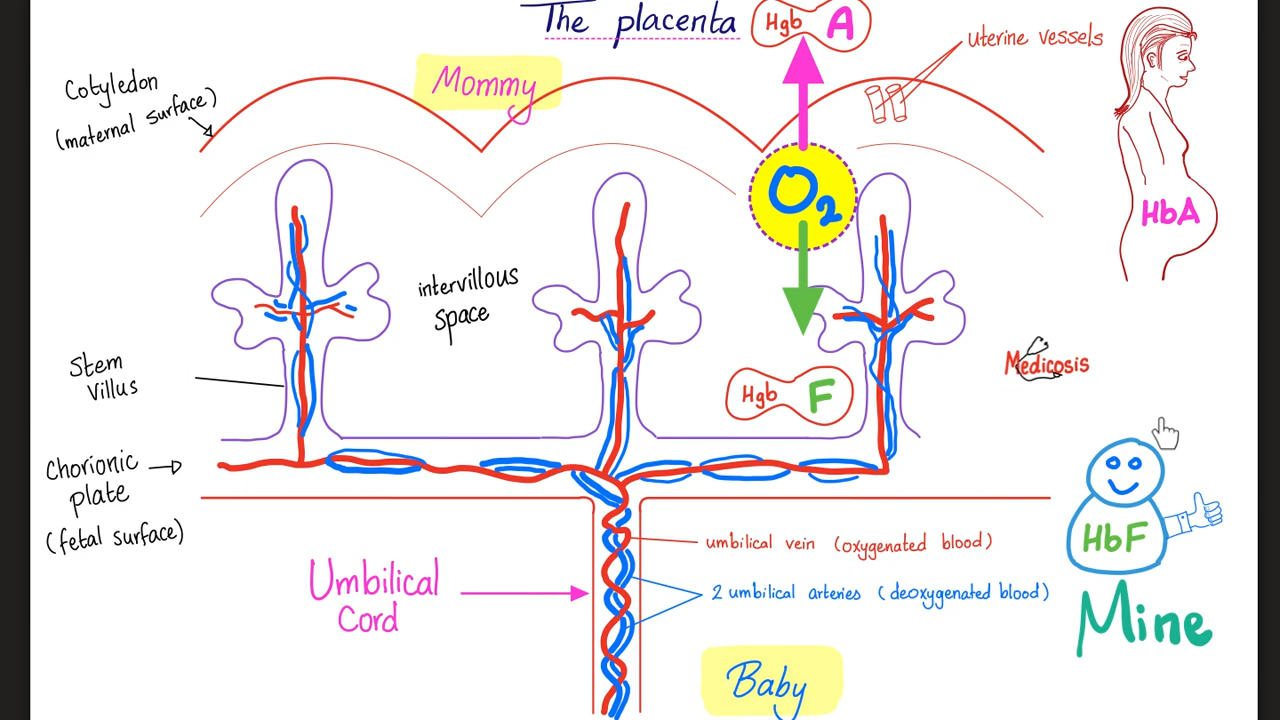 The placenta
Hgb A
uterine vessels
Mommy
Cotyledon
(maternal surface)
O2
HbA
intervillous
space
Stem
villus
Medicosis
Hgb F
Chorionic
plate
(fetal surface)
HbF
umbilical vein (oxygenated blood)
Umbilical
Cord
2 umbilical arteries (deoxygenated blood)
Mine
Baby